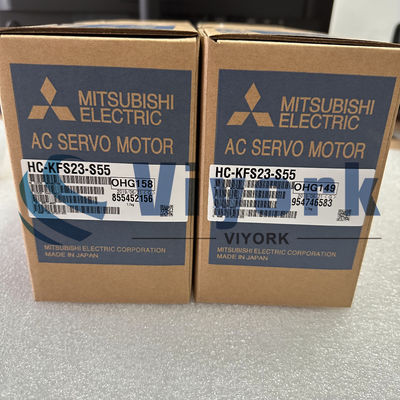 MITSUBISHI
ELECTRIC
AC SERVO MOTOR
HC-KFS23-S55
OHG158
855452156
MITSUBISHI ELECTRIC CORPORATION
MADE IN JAPAN
MITSUBISHI
ELECTRIC
AC SERVO MOTOR
HC-KFS23-S55
OHG149
954746583
MITSUBISHI ELECTRIC CORPORATION
MADE IN JAPAN
Viyork
VIYORK